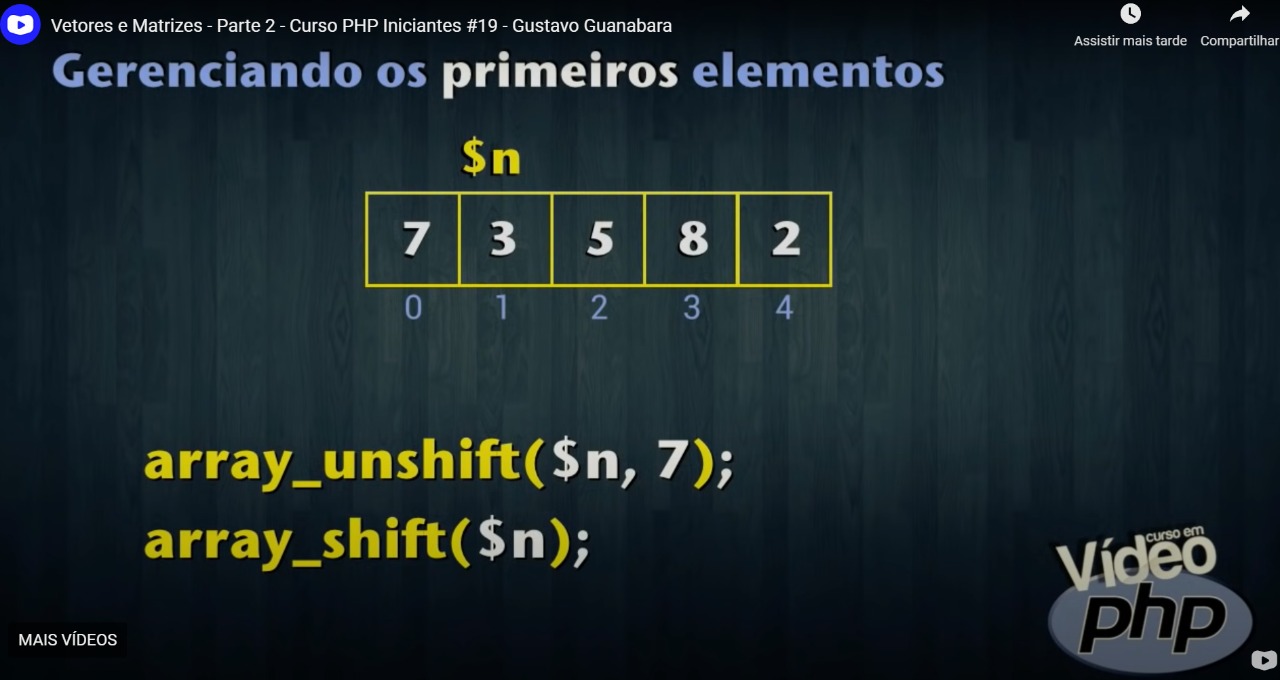 Vetores e Matrizes - Parte 2 - Curso PHP Iniciantes #19 - Gustavo Guanabara
Assistir mais tarde
Compartilhar
Gerenciando os primeiros elementos
$n
7 3 5 8 2
0 1 2 3 4
array_unshift($n, 7);
array_shift($n);
curso em
Vídeo
php
MAIS VÍDEOS